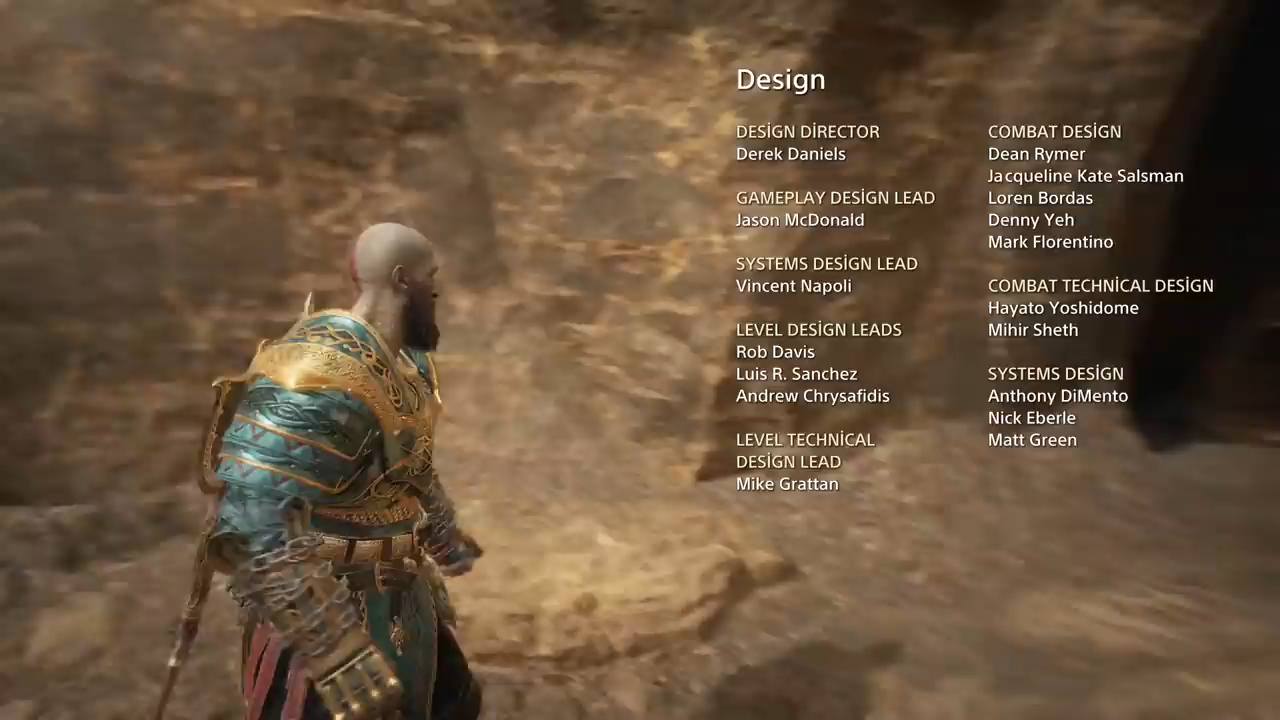 Design
DESİGN DİRECTOR
Derek Daniels
GAMEPLAY DESİGN LEAD
Jason McDonald
SYSTEMS DESİGN LEAD
Vincent Napoli
LEVEL DESİGN LEADS
Rob Davis
Luis R. Sanchez
Andrew Chrysafidis
LEVEL TECHNİCAL
DESİGN LEAD
Mike Grattan
COMBAT DESİGN
Dean Rymer
Jacqueline Kate Salsman
Loren Bordas
Denny Yeh
Mark Florentino
COMBAT TECHNİCAL DESİGN
Hayato Yoshidome
Mihir Sheth
SYSTEMS DESİGN
Anthony DiMento
Nick Eberle
Matt Green